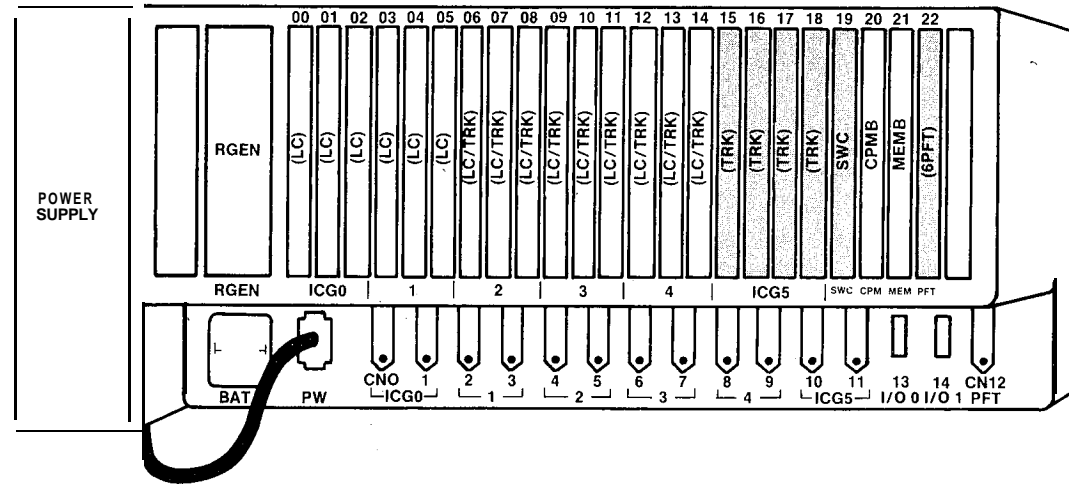 00 01 02 03 04 05 06 07 08 09 10 11 12 13 14 15 16 17 18 19 20 21 22
POWER
SUPPLY
RGEN
(LC)
(LC)
(LC)
(LC)
(LC)
(LC)
(LC/TRK)
(LC/TRK)
(LC/TRK)
(LC/TRK)
(LC/TRK)
(LC/TRK)
(LC/TRK)
(LC/TRK)
(LC/TRK)
(TRK)
(TRK)
(TRK)
(TRK)
SWC
CPMB
MEMB
(6PFT)
RGEN ICG0 1 2 3 4 ICG5 SWC CPM MEM PFT
CNO 1 2 3 4 5 6 7 8 9 10 11 13 14 CN12
BAT PW ICG0 1 2 3 4 ICG5 I/O 0 I/O 1 PFT